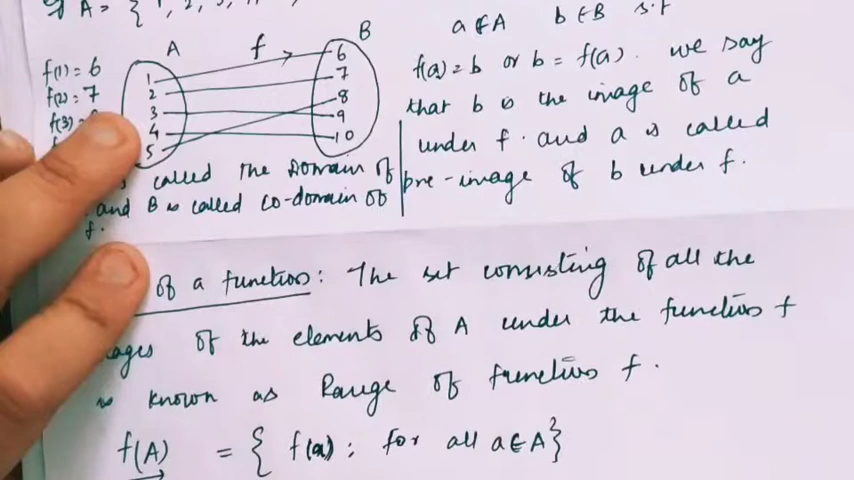 A = {1, 2,
a ∈ A b ∈ B s.t
A f B
f(1) = 6
f(2) = 7
f(3) =
1 6
2 7
3 8
4 9
5 10
f(a) = b or b = f(a). we say
that b is the image of a
under f. and a is called
pre-image of b under f.
called the Domain of
and B is called co-domain of
f.
of a function: The set consisting of all the
ages of the elements of A under the function f
is known as Range of function f.
f(A) = { f(a); for all a ∈ A}